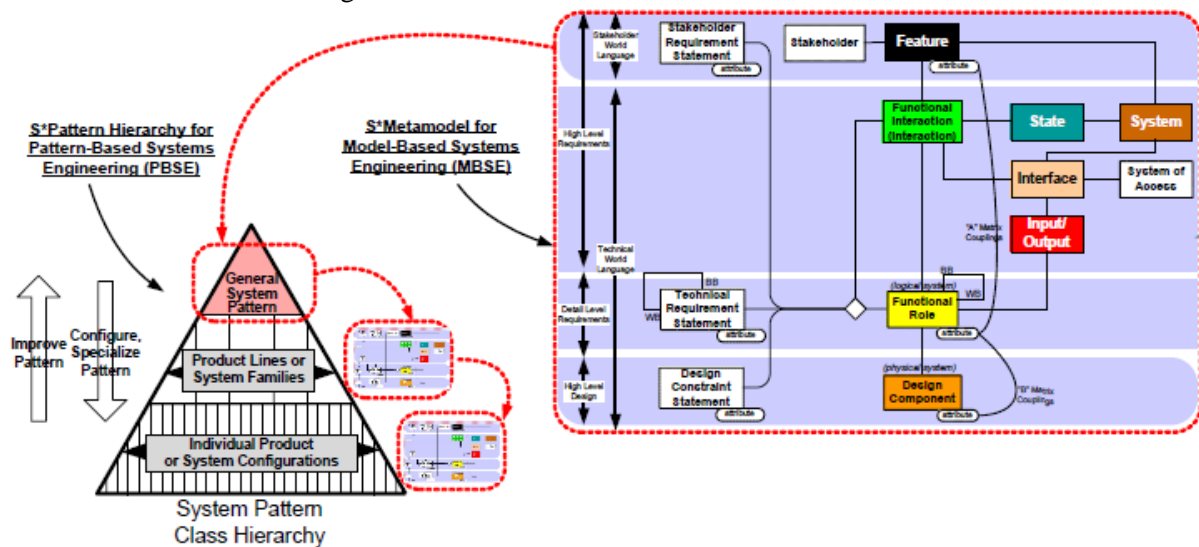 S*Pattern Hierarchy for
Pattern-Based Systems
Engineering (PBSE)
S*Metamodel for
Model-Based Systems
Engineering (MBSE)
Improve
Pattern
Configure,
Specialize
Pattern
General
System
Pattern
Product Lines or
System Families
Individual Product
or System Configurations
System Pattern
Class Hierarchy
Stakeholder
World
Language
High Level
Requirements
Technical
World
Language
Detail Level
Requirements
High Level
Design
Stakeholder
Requirement
Statement
attribute
Stakeholder
Feature
attribute
Functional
Interaction
(Interaction)
State
System
Interface
System of
Access
Input/
Output
"A" Matrix
Couplings
BB
WB
Technical
Requirement
Statement
attribute
(logical system)
Functional
Role
attribute
BB
WB
Design
Constraint
Statement
attribute
(physical system)
Design
Component
attribute
"B" Matrix
Couplings